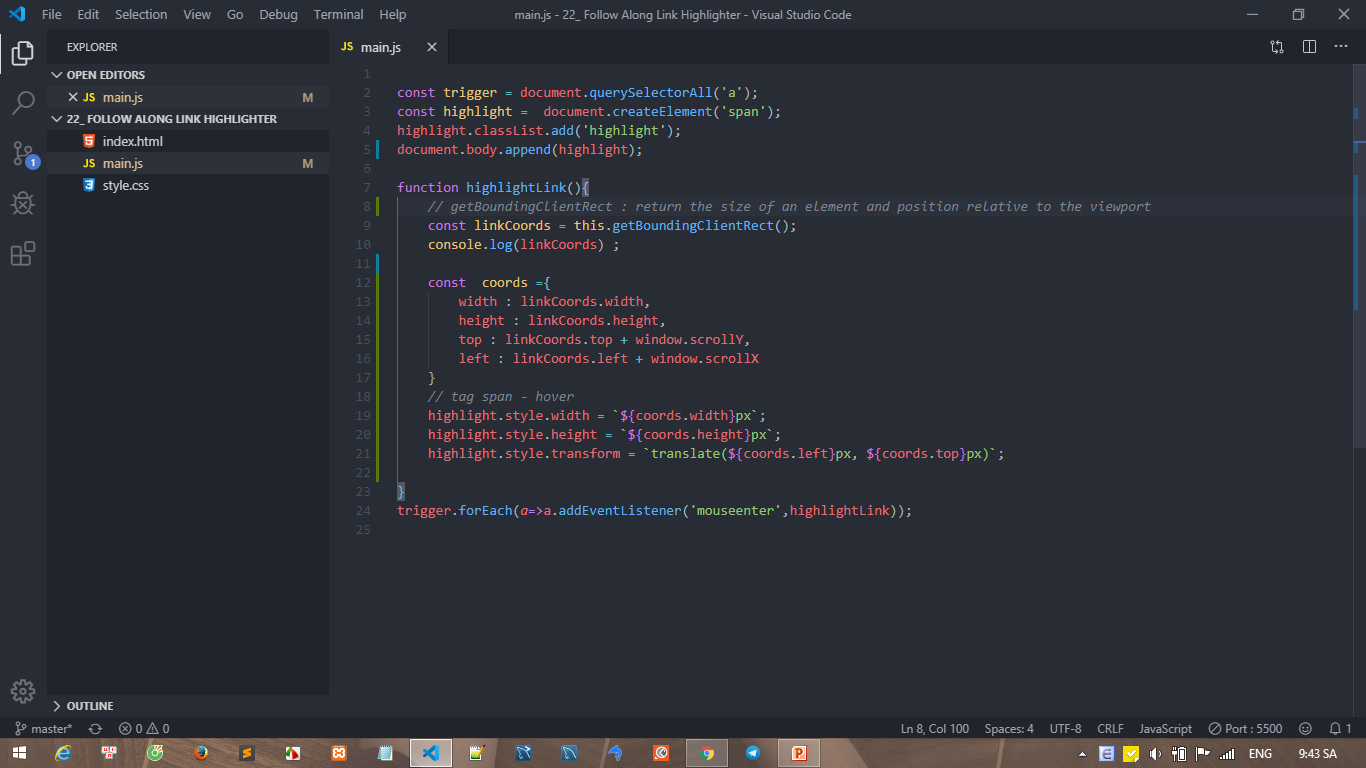 File Edit Selection View Go Debug Terminal Help main.js - 22_ Follow Along Link Highlighter - Visual Studio Code
EXPLORER
OPEN EDITORS
JS main.js M
22_ FOLLOW ALONG LINK HIGHLIGHTER
index.html
JS main.js M
style.css
OUTLINE
1
JS main.js
1
2 const trigger = document.querySelectorAll('a');
3 const highlight =  document.createElement('span');
4 highlight.classList.add('highlight');
5 document.body.append(highlight);
6
7 function highlightLink(){
8     // getBoundingClientRect : return the size of an element and position relative to the viewport
9     const linkCoords = this.getBoundingClientRect();
10     console.log(linkCoords) ;
11
12     const  coords ={
13         width : linkCoords.width,
14         height : linkCoords.height,
15         top : linkCoords.top + window.scrollY,
16         left : linkCoords.left + window.scrollX
17     }
18     // tag span - hover
19     highlight.style.width = `${coords.width}px`;
20     highlight.style.height = `${coords.height}px`;
21     highlight.style.transform = `translate(${coords.left}px, ${coords.top}px)`;
22
23 }
24 trigger.forEach(a=>a.addEventListener('mouseenter',highlightLink));
25
master* 0 0 Ln 8, Col 100 Spaces: 4 UTF-8 CRLF JavaScript Port : 5500 1
ENG 9:43 SA